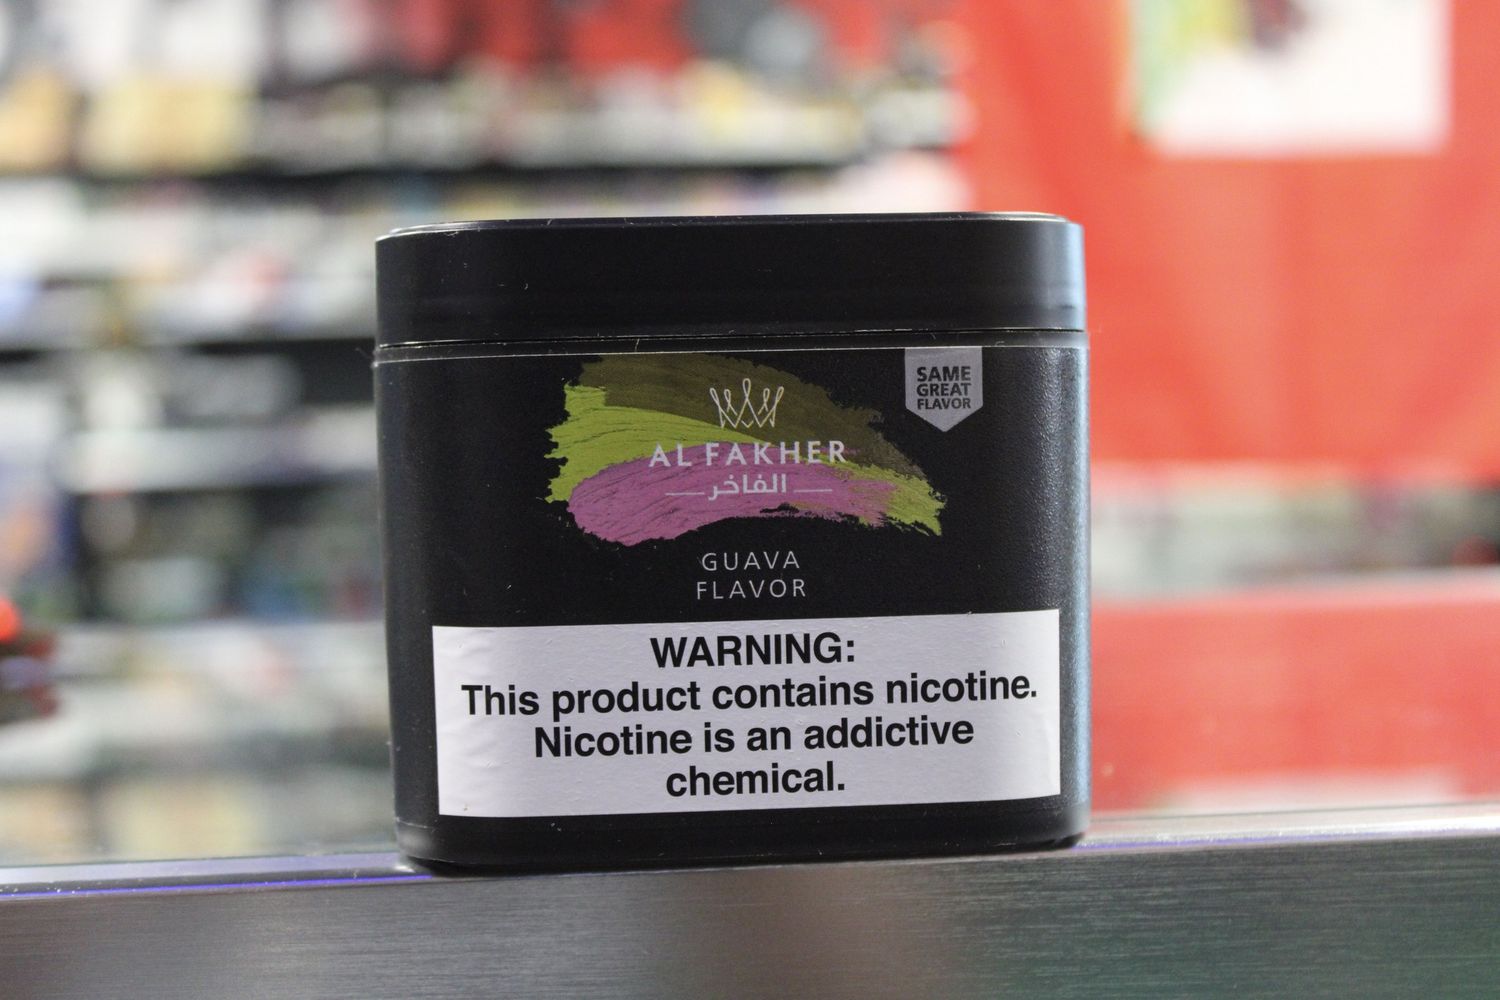 SAME
GREAT
FLAVOR
AL FAKHER
الفاخر
GUAVA
FLAVOR
WARNING:
This product contains nicotine.
Nicotine is an addictive
chemical.